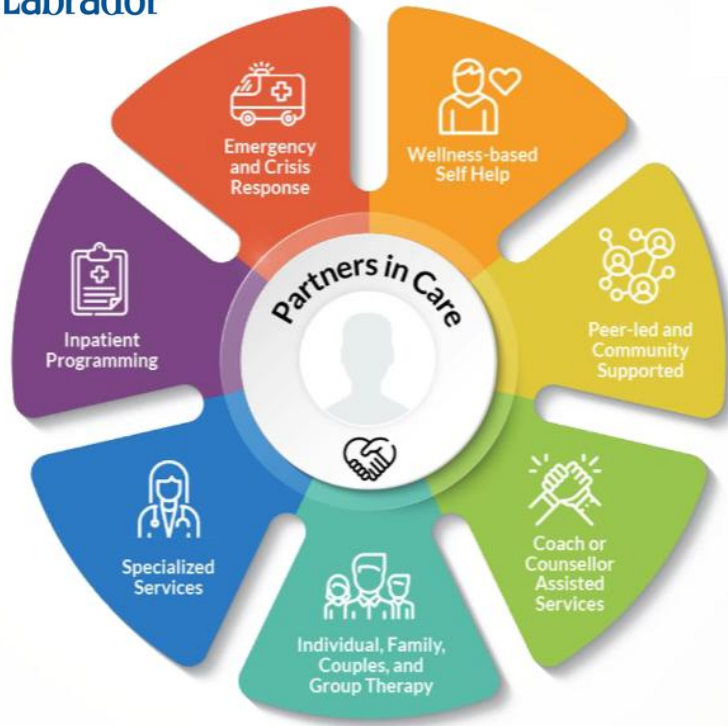 Labrador
Emergency
and Crisis
Response
Wellness-based
Self Help
Partners in Care
Inpatient
Programming
Peer-led and
Community
Supported
Specialized
Services
Coach or
Counsellor
Assisted
Services
Individual, Family,
Couples, and
Group Therapy